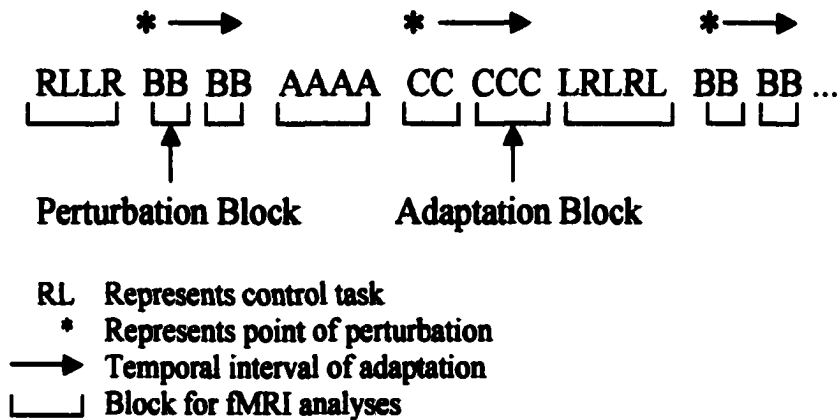 * *  *
RLLR BB BB AAAA CC CCC LRLRL BB BB ...
Perturbation Block Adaptation Block
RL Represents control task
* Represents point of perturbation
Temporal interval of adaptation
Block for fMRI analyses